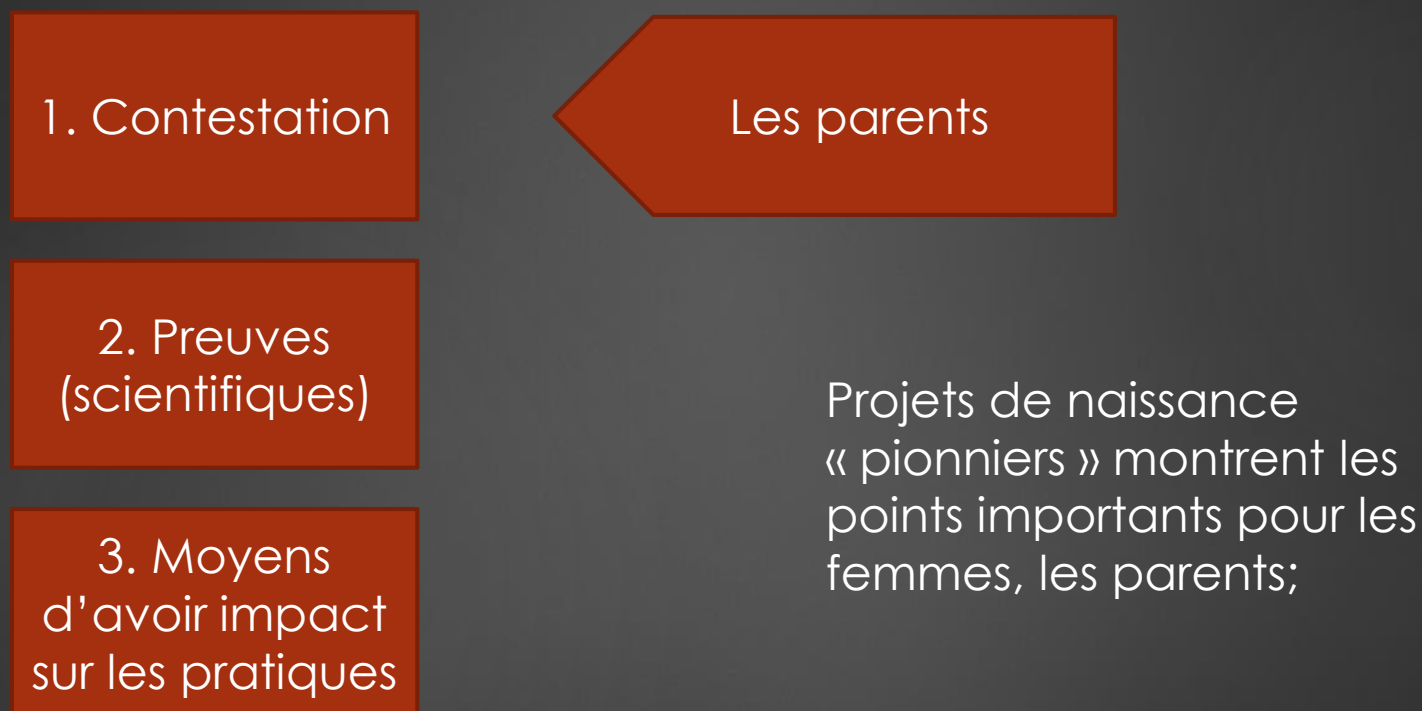 1. Contestation
Les parents
2. Preuves
(scientifiques)
3. Moyens
d’avoir impact
sur les pratiques
Projets de naissance
« pionniers » montrent les
points importants pour les
femmes, les parents;